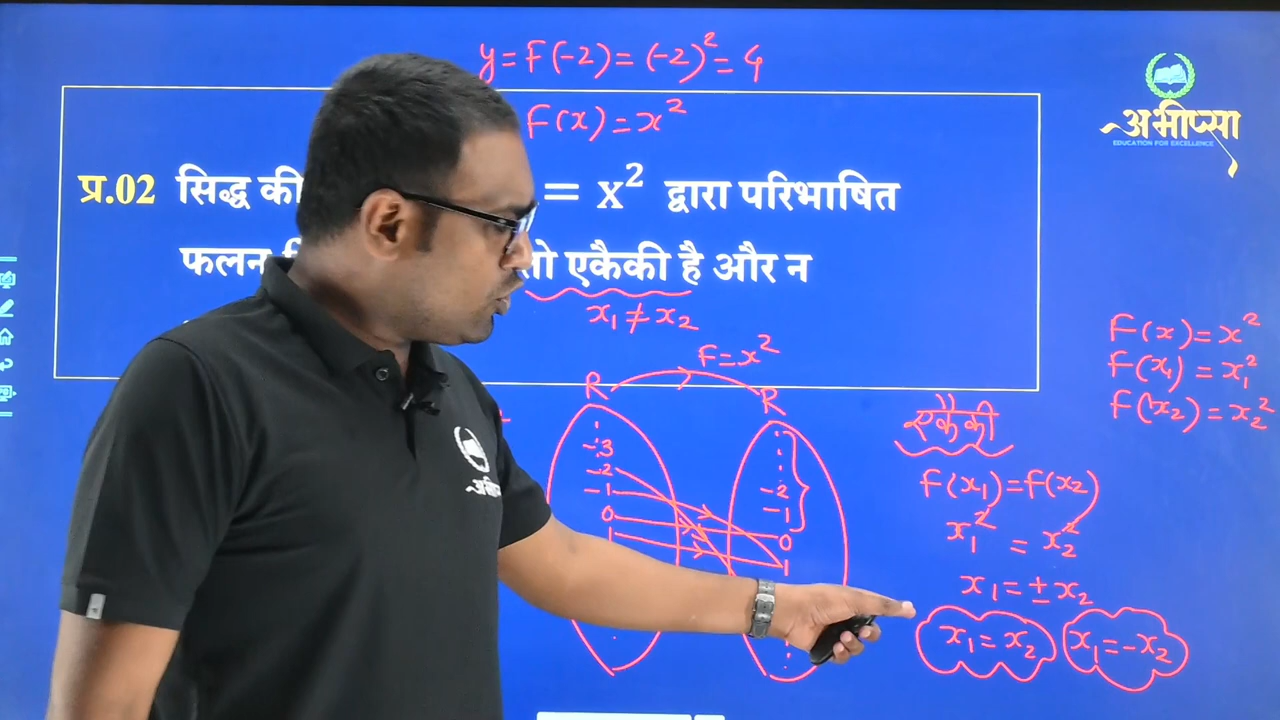 y = F(-2) = (-2)² = 4
F(x) = x²
अभीप्सा
EDUCATION FOR EXCELLENCE
प्र.02 सिद्ध की = x² द्वारा परिभाषित
फलन तो एकैकी है और न
x₁ ≠ x₂
F = x²
R
R
-3
-2
-1
0
1
-2
-1
0
1
एकैकी
F(x₁) = F(x₂)
x₁² = x₂²
x₁ = ± x₂
x₁ = x₂ x₁ = -x₂
F(x) = x²
F(x₁) = x₁²
F(x₂) = x₂²